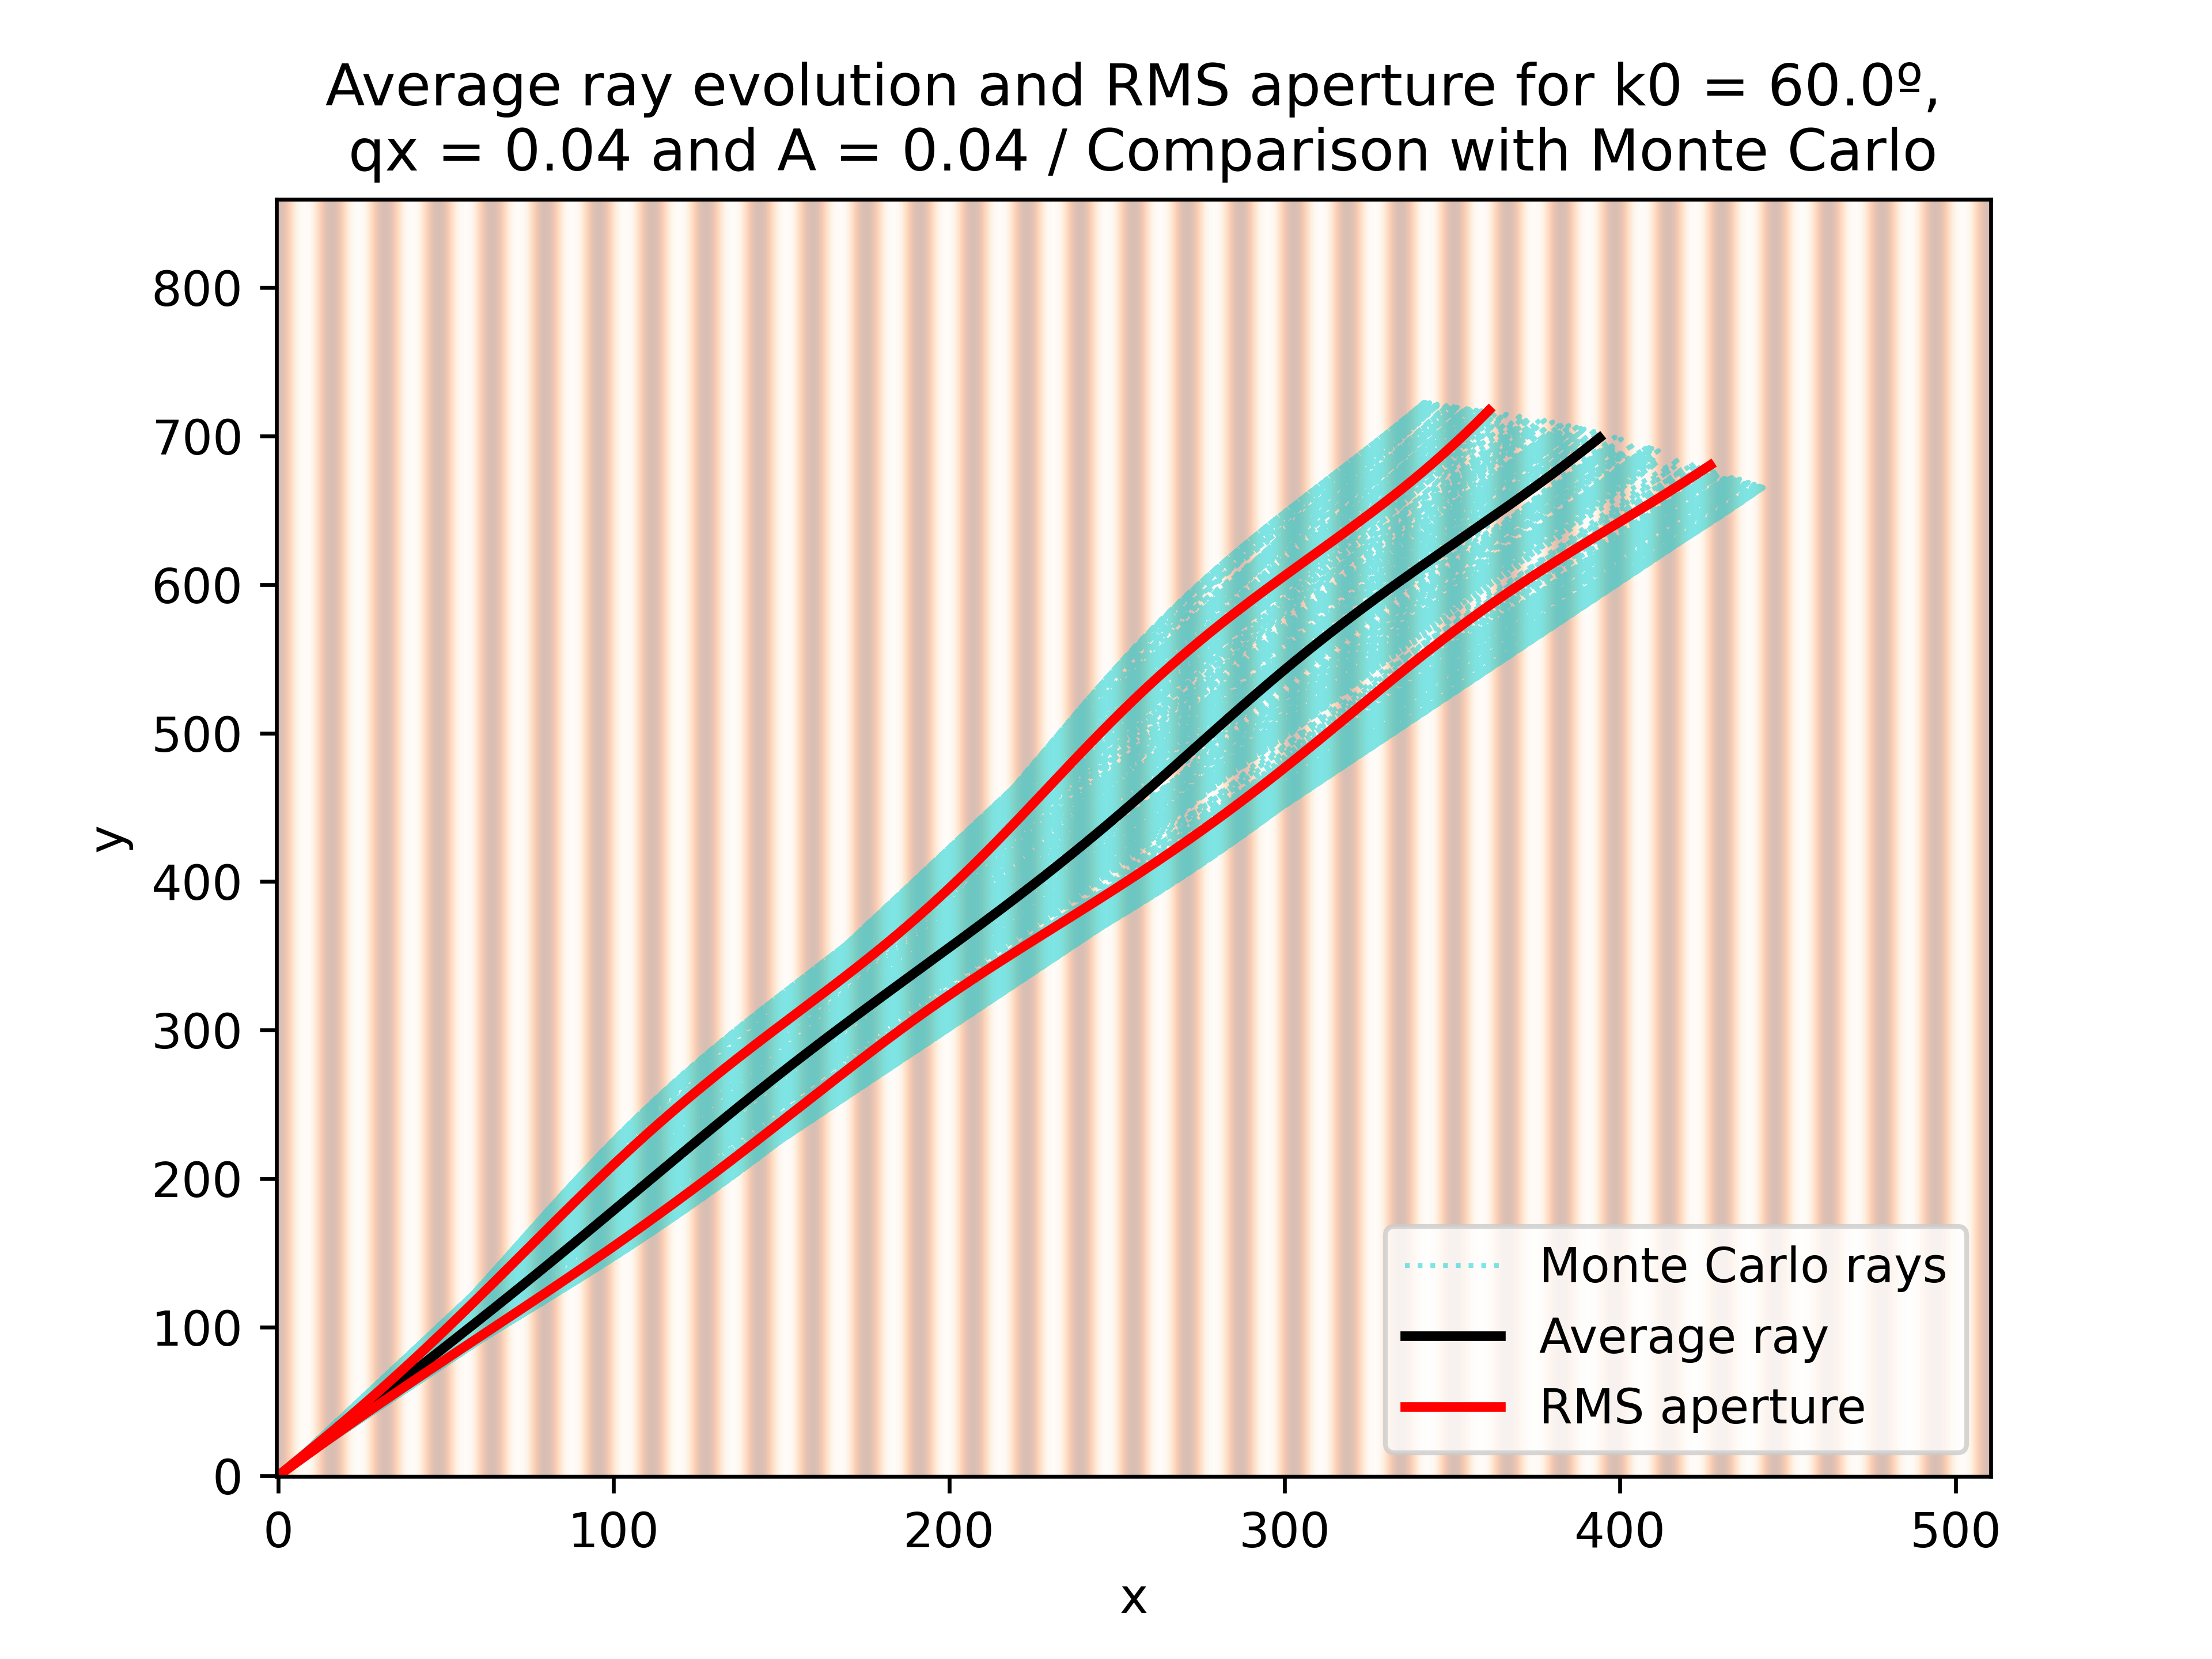 Average ray evolution and RMS aperture for k0 = 60.0º,
qx = 0.04 and A = 0.04 / Comparison with Monte Carlo
800
700
600
500
400
300
200
100
0
y
0 100 200 300 400 500
x
Monte Carlo rays
Average ray
RMS aperture